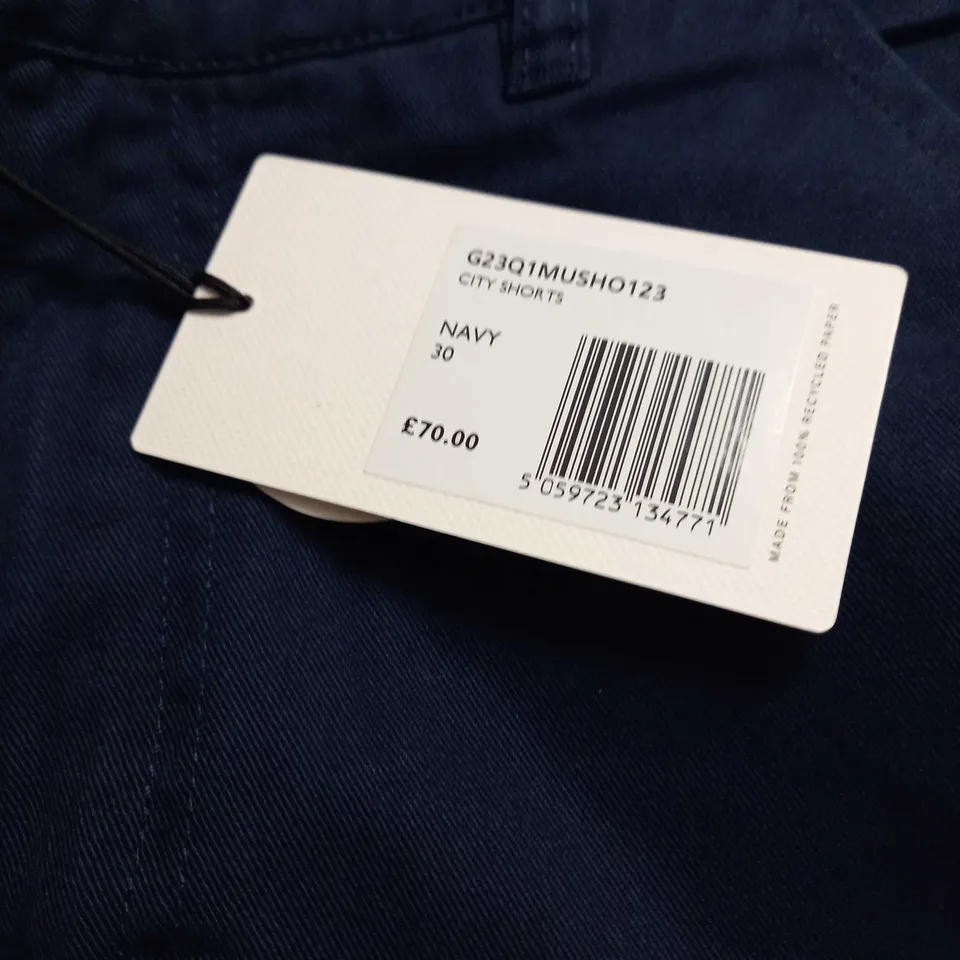 G23Q1MUSHO123
CITY SHORTS
NAVY
30
£70.00
5 059723 134771
MADE FROM 100% RECYCLED PAPER